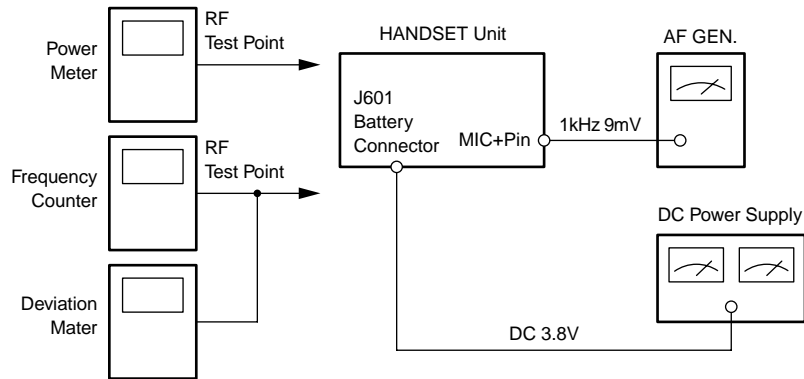 Power
Meter
RF
Test Point
Frequency
Counter
RF
Test Point
Deviation
Mater
HANDSET Unit
J601
Battery
Connector
MIC+Pin
1kHz 9mV
AF GEN.
DC Power Supply
DC 3.8V